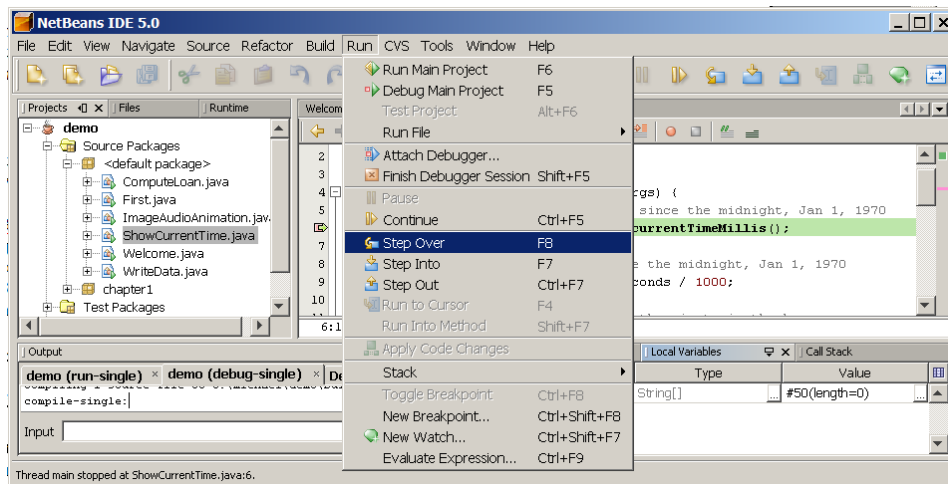 NetBeans IDE 5.0
File Edit View Navigate Source Refactor Build Run CVS Tools Window Help
Projects Files Runtime
demo
Source Packages
<default package>
ComputeLoan.java
First.java
ImageAudioAnimation.jav
ShowCurrentTime.java
Welcome.java
WriteData.java
chapter1
Test Packages
Welcom
2
3
4
5
7
8
9
10
6:1
Run Main Project F6
Debug Main Project F5
Test Project Alt+F6
Run File
Attach Debugger...
Finish Debugger Session Shift+F5
Pause
Continue Ctrl+F5
Step Over F8
Step Into F7
Step Out Ctrl+F7
Run to Cursor F4
Run Into Method Shift+F7
Apply Code Changes
Stack
Toggle Breakpoint Ctrl+F8
New Breakpoint... Ctrl+Shift+F8
New Watch... Ctrl+Shift+F7
Evaluate Expression... Ctrl+F9
rgs) {
since the midnight, Jan 1, 1970
currentTimeMillis();
e the midnight, Jan 1, 1970
conds / 1000;
Output
demo (run-single) × demo (debug-single) × De
compile-single:
Input
Local Variables Call Stack
Type Value
String[] ... #50(length=0) ...
Thread main stopped at ShowCurrentTime.java:6.